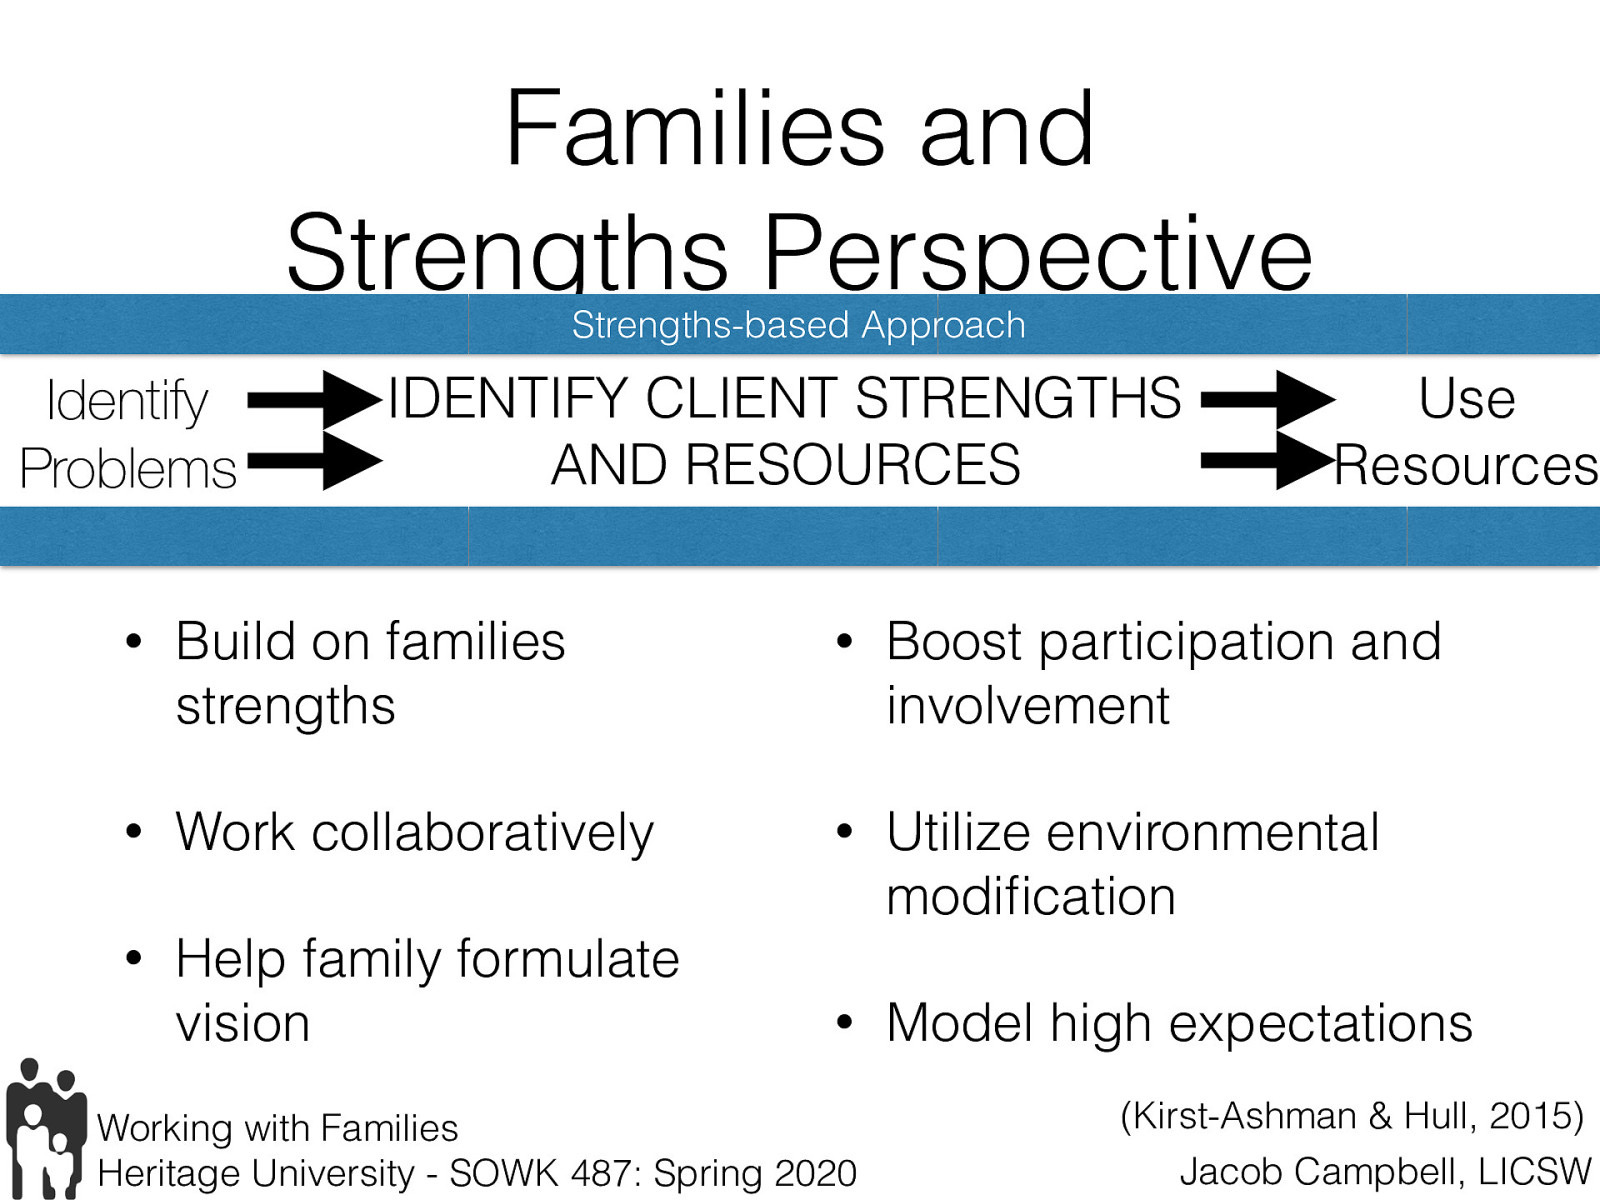 Families and
Strengths Perspective
Strengths-based Approach
Identify
Problems
IDENTIFY CLIENT STRENGTHS
AND RESOURCES
Use
Resources
• Build on families
strengths
• Work collaboratively
• Help family formulate
vision
• Boost participation and
involvement
• Utilize environmental
modification
• Model high expectations
Working with Families
Heritage University - SOWK 487: Spring 2020
(Kirst-Ashman & Hull, 2015)
Jacob Campbell, LICSW